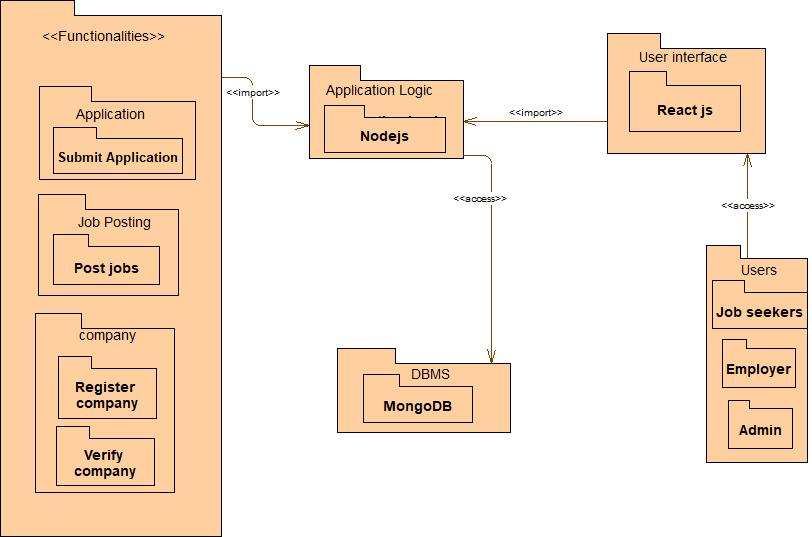 <<Functionalities>>
Application
Submit Application
Job Posting
Post jobs
company
Register
company
Verify
company
<<import>>
Application Logic
Nodejs
<<import>>
User interface
React js
<<access>>
<<access>>
DBMS
MongoDB
Users
Job seekers
Employer
Admin